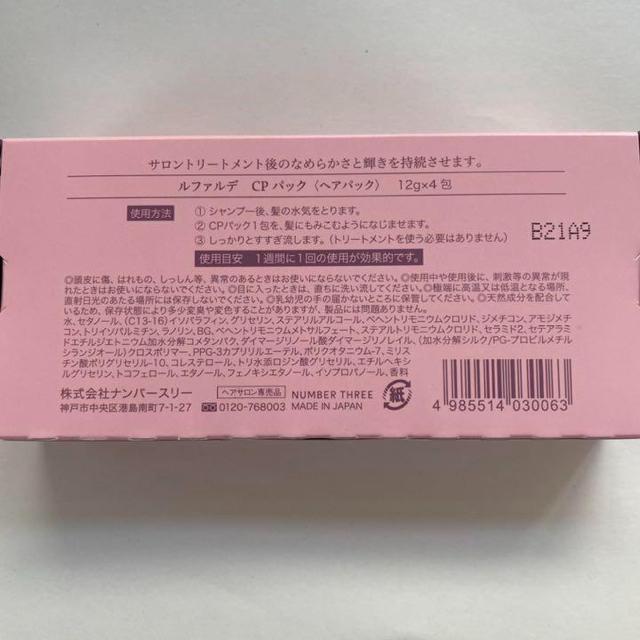 サロントリートメント後のなめらかさと輝きを持続させます。
ルファルデ CPパック〈ヘアパック〉 12g×4包
使用方法 ①シャンプー後、髪の水気をとります。
②CPパック1包を、髪にもみこむようになじませます。
③しっかりとすすぎ流します。(トリートメントを使う必要はありません)
B21A9
使用目安 1週間に1回の使用が効果的です。
◎頭皮に傷、はれもの、しっしん等、異常のあるときはお使いにならないでください。◎使用中や使用後に、刺激等の異常が現
れたときはお使いにならないでください。◎目に入ったときは、直ちに洗い流してください。◎極端に高温又は低温となる場所、
直射日光のあたる場所には保存しないでください。◎乳幼児の手の届かないところに保管してください。◎天然成分を配合して
いるため、保存状態により多少変臭や変色することがありますが、製品には問題ありません。
水、セタノール、(C13-16)イソパラフィン、グリセリン、ステアリルアルコール、ベヘントリモニウムクロリド、ジメチコン、アモジメチ
コン、トリイソパルミチン、ラノリン、BG、ベヘントリモニウムメトサルフェート、ステアルトリモニウムクロリド、セラミド2、セテアラミ
ドエチルジエトニウム加水分解コメタンパク、ダイマージリノール酸ダイマージリノレイル、(加水分解シルク/PG-プロピルメチル
シランジオール)クロスポリマー、PPG-3カプリリルエーテル、ポリクオタニウム-7、ミリス
チン酸ポリグリセリル-10、コレステロール、トリ水添ロジン酸グリセリル、エチルヘキシ
ルグリセリン、トコフェロール、エタノール、フェノキシエタノール、イソプロパノール、香料
株式会社ナンバースリー ヘアサロン専売品 NUMBER THREE
神戸市中央区港島南町7-1-27 0120-768003 MADE IN JAPAN
紙
4 985514 030063